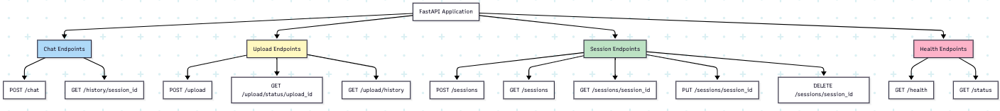 FastAPI Application
Chat Endpoints
Upload Endpoints
Session Endpoints
Health Endpoints
POST /chat
GET /history/session_id
POST /upload
GET
/upload/status/upload_id
GET /upload/history
POST /sessions
GET /sessions
GET /sessions/session_id
PUT /sessions/session_id
DELETE
/sessions/session_id
GET /health
GET /status